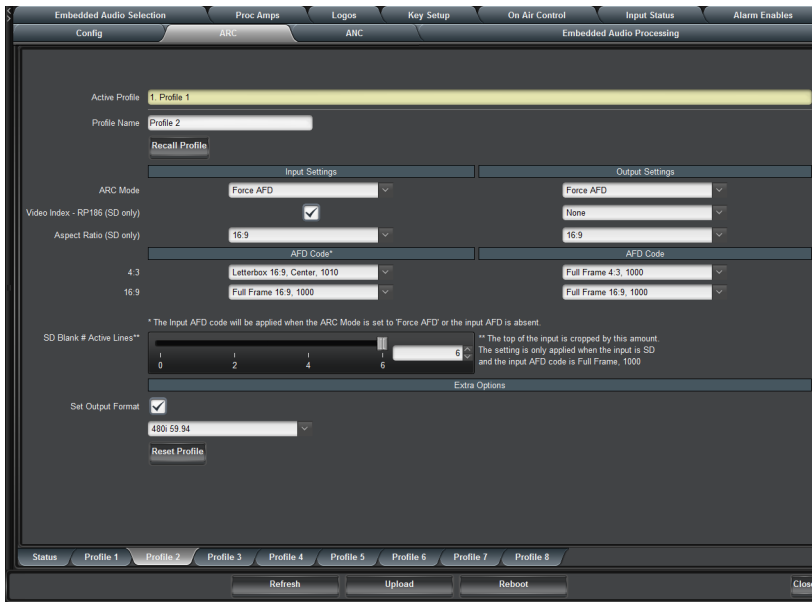 Embedded Audio Selection Proc Amps Logos Key Setup On Air Control Input Status Alarm Enables
Config ARC ANC Embedded Audio Processing
Active Profile 1. Profile 1
Profile Name Profile 2
Recall Profile
Input Settings Output Settings
ARC Mode Force AFD Force AFD
Video Index - RP186 (SD only) None
Aspect Ratio (SD only) 16:9 16:9
AFD Code* AFD Code
4:3 Letterbox 16:9, Center, 1010 Full Frame 4:3, 1000
16:9 Full Frame 16:9, 1000 Full Frame 16:9, 1000
* The Input AFD code will be applied when the ARC Mode is set to 'Force AFD' or the input AFD is absent.
SD Blank # Active Lines** 6
0 2 4 6
** The top of the input is cropped by this amount.
The setting is only applied when the input is SD
and the input AFD code is Full Frame, 1000
Extra Options
Set Output Format
480i 59.94
Reset Profile
Status Profile 1 Profile 2 Profile 3 Profile 4 Profile 5 Profile 6 Profile 7 Profile 8
Refresh Upload Reboot Close